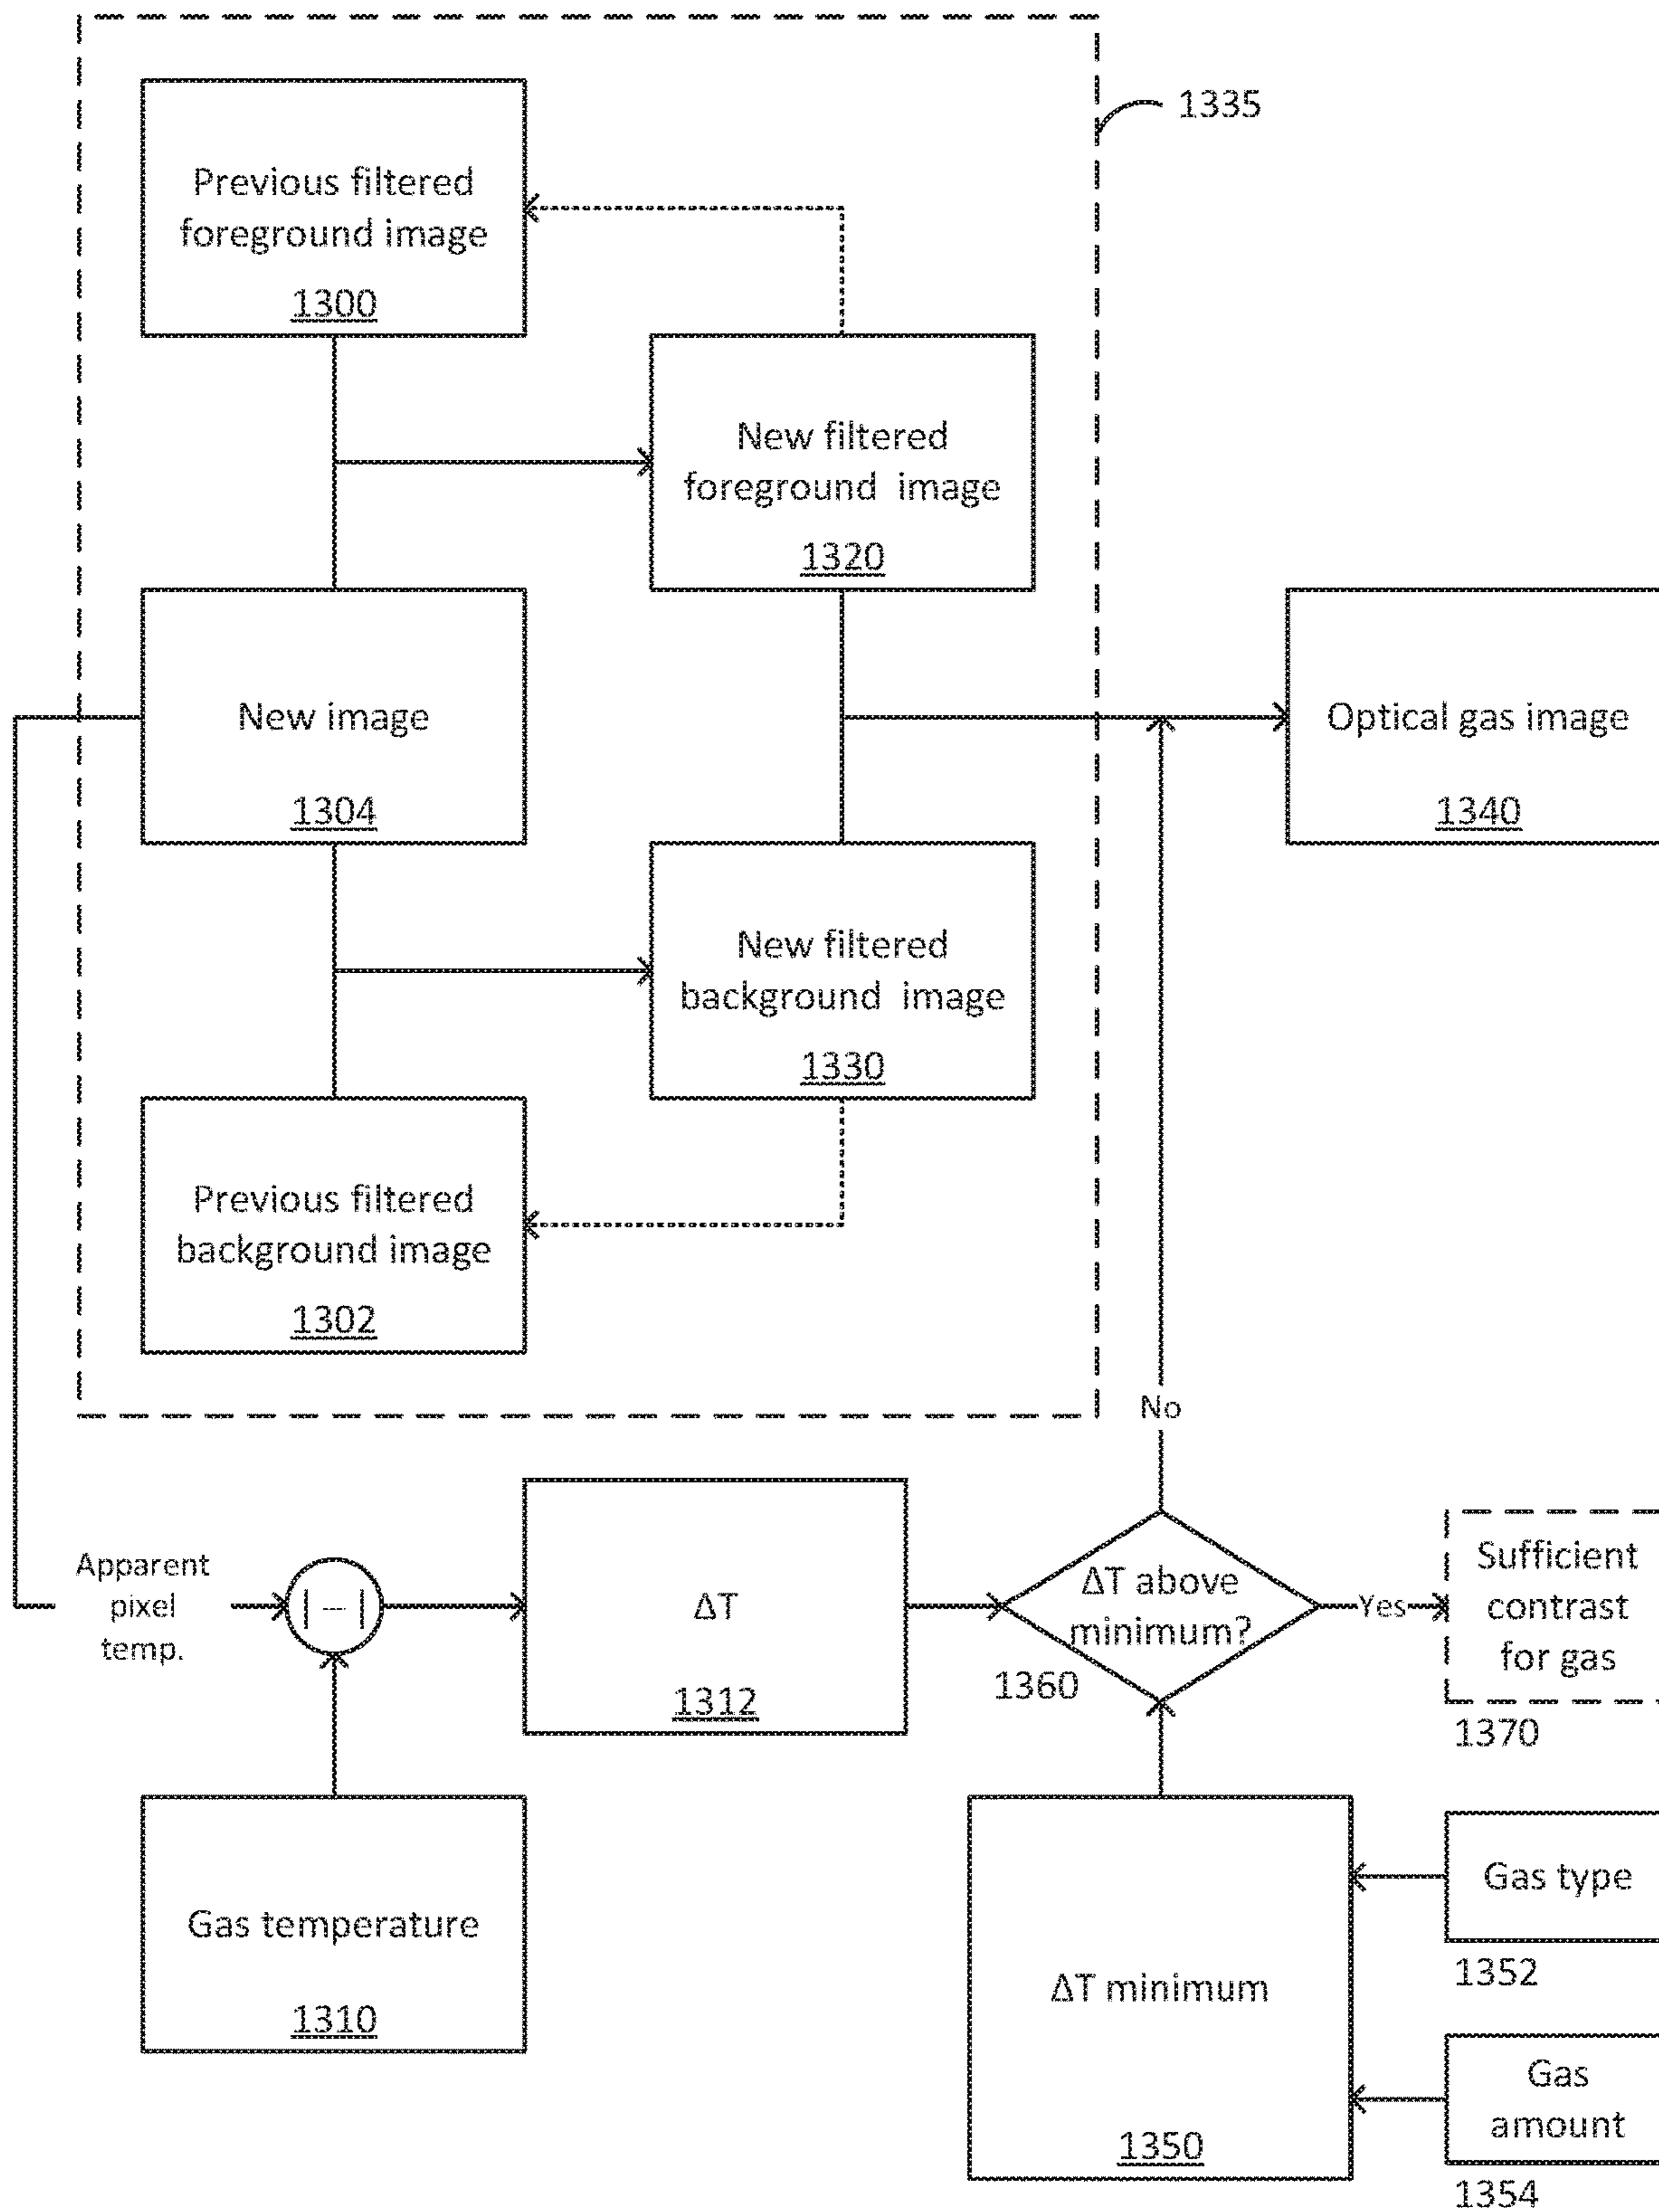 1335
Previous filtered
foreground image
1300
New filtered
foreground image
1320
New image
1304
Optical gas image
1340
New filtered
background image
1330
Previous filtered
background image
1302
No
Apparent
pixel
temp.
| --- |
ΔT
1312
ΔT above
minimum?
1360
Yes
Sufficient
contrast
for gas
1370
Gas temperature
1310
ΔT minimum
1350
Gas type
1352
Gas
amount
1354